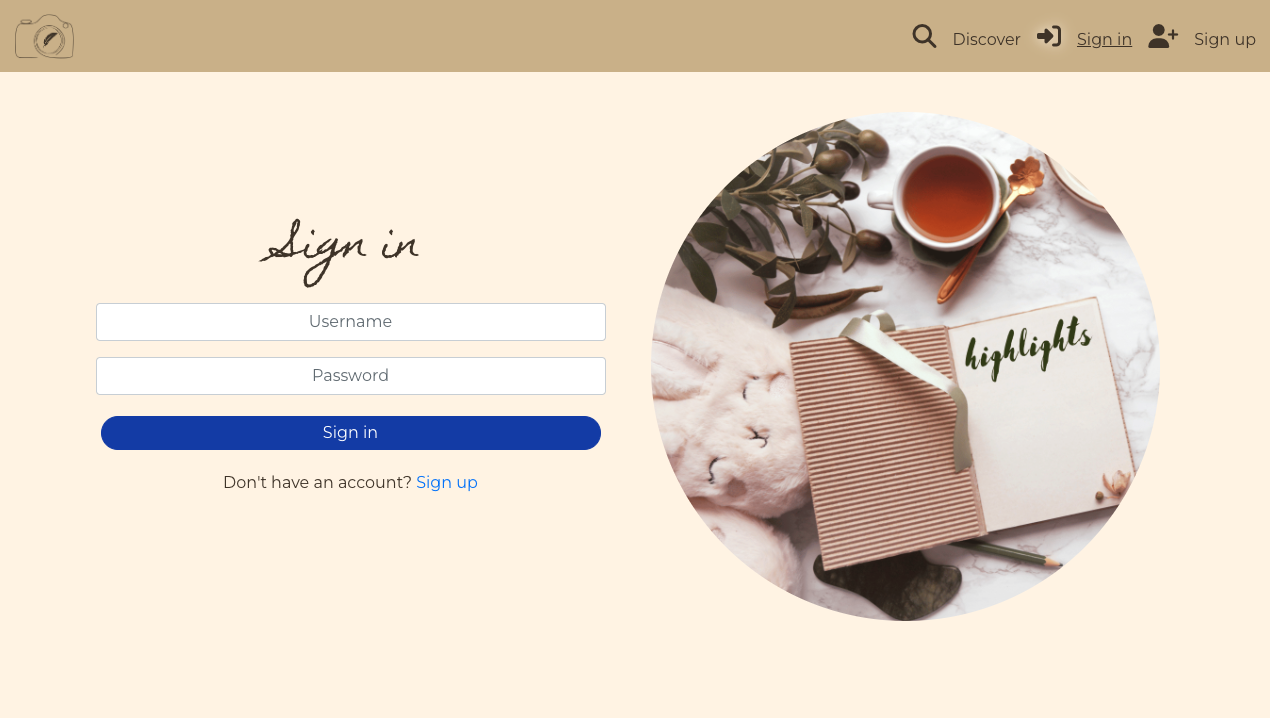 Discover
Sign in
Sign up
Sign in
Username
Password
Sign in
Don't have an account? Sign up
highlights